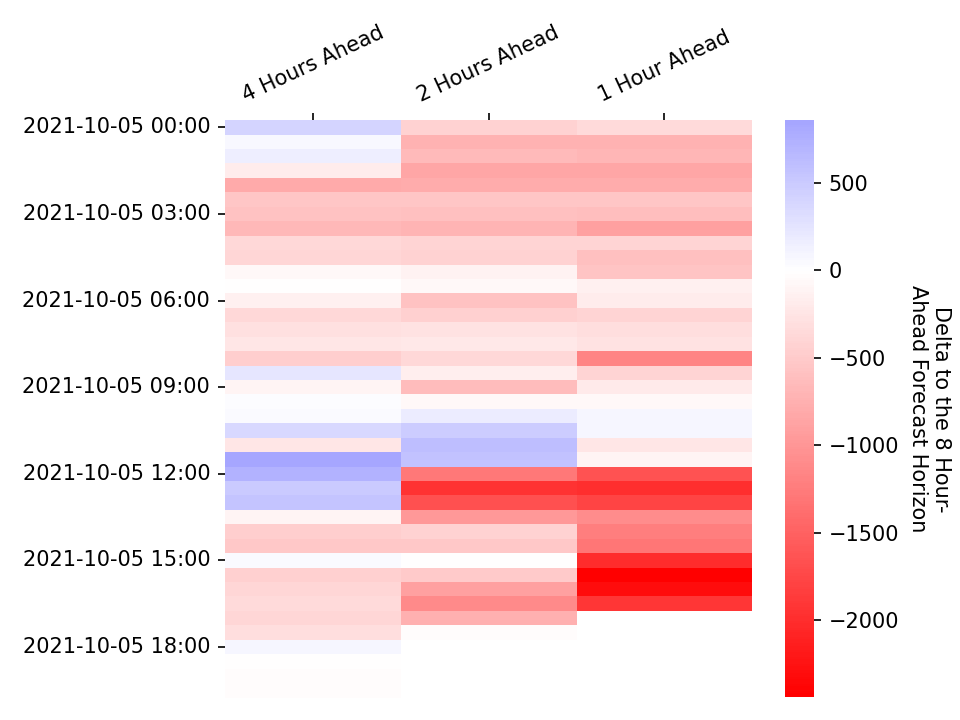 4 Hours Ahead
2 Hours Ahead
1 Hour Ahead
2021-10-05 00:00
2021-10-05 03:00
2021-10-05 06:00
2021-10-05 09:00
2021-10-05 12:00
2021-10-05 15:00
2021-10-05 18:00
500
0
−500
−1000
−1500
−2000
Delta to the 8 Hour-
Ahead Forecast Horizon